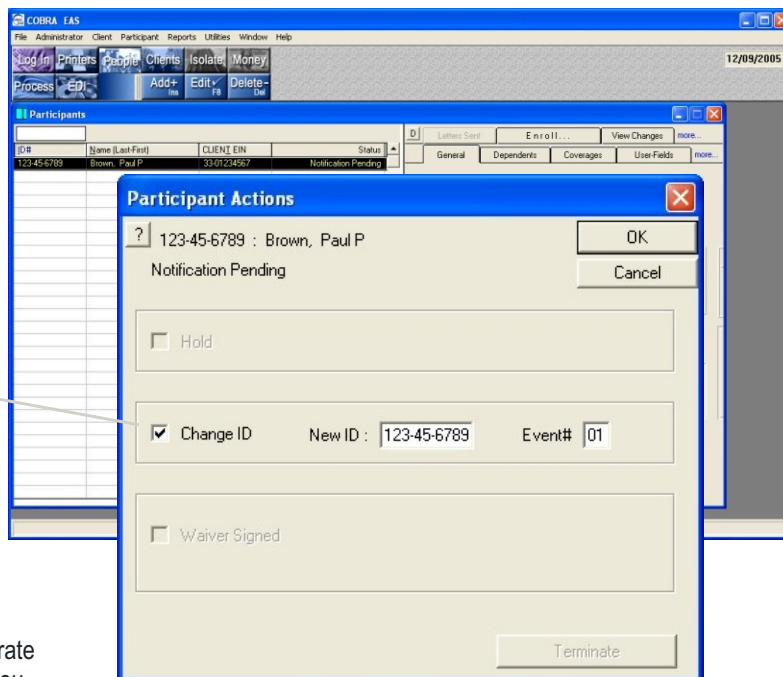 COBRA EAS
File Administrator Client Participant Reports Utilities Window Help
Log In Printers People Clients Isolate Money
12/09/2005
Process EDI Add+ Ins Edit✓ F8 Delete- Del
Participants
D Letters Sent Enroll... View Changes more...
ID# Name (Last-First) CLIENT EIN Status
General Dependents Coverages User-Fields more...
123-45-6789 Brown, Paul P 33-01234567 Notification Pending
Participant Actions
? 123-45-6789 : Brown, Paul P
OK
Notification Pending
Cancel
Hold
Change ID New ID : 123-45-6789 Event# 01
Waiver Signed
Terminate
rate